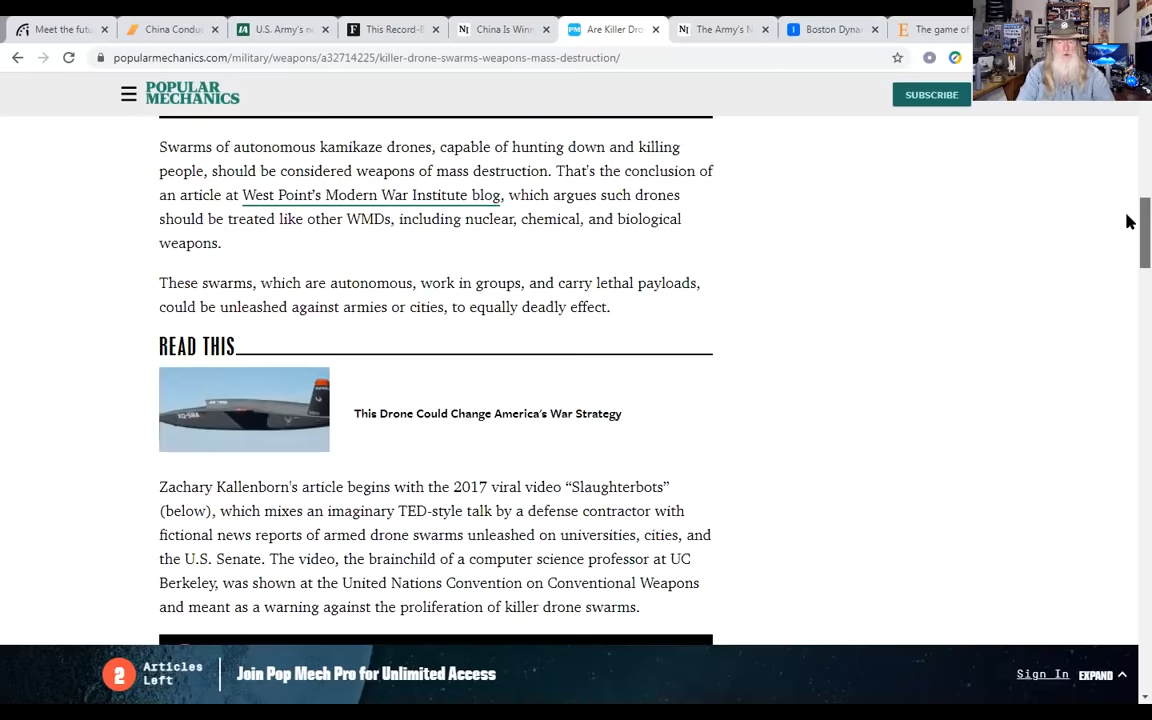 Meet the futu
China Condu
U.S. Army's n
This Record-B
China Is Winn
Are Killer Dro
The Army's N
Boston Dyna
The game of
popularmechanics.com/military/weapons/a32714225/killer-drone-swarms-weapons-mass-destruction/
POPULAR
MECHANICS
SUBSCRIBE
Swarms of autonomous kamikaze drones, capable of hunting down and killing
people, should be considered weapons of mass destruction. That's the conclusion of
an article at West Point's Modern War Institute blog, which argues such drones
should be treated like other WMDs, including nuclear, chemical, and biological
weapons.
These swarms, which are autonomous, work in groups, and carry lethal payloads,
could be unleashed against armies or cities, to equally deadly effect.
READ THIS
This Drone Could Change America's War Strategy
Zachary Kallenborn's article begins with the 2017 viral video “Slaughterbots”
(below), which mixes an imaginary TED-style talk by a defense contractor with
fictional news reports of armed drone swarms unleashed on universities, cities, and
the U.S. Senate. The video, the brainchild of a computer science professor at UC
Berkeley, was shown at the United Nations Convention on Conventional Weapons
and meant as a warning against the proliferation of killer drone swarms.
2
Articles
Left
Join Pop Mech Pro for Unlimited Access
Sign In
EXPAND